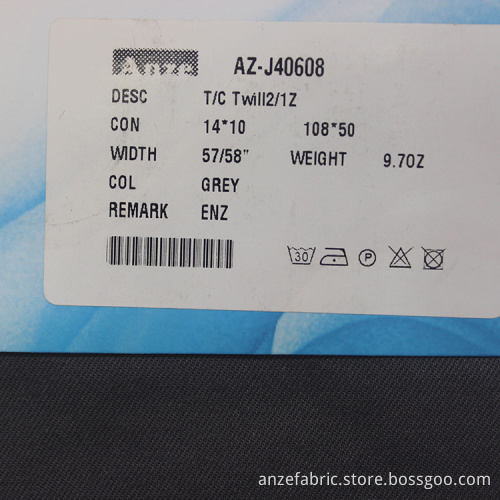 Anze AZ-J40608
DESC T/C Twill2/1Z
CON 14*10 108*50
WIDTH 57/58" WEIGHT 9.7OZ
COL GREY
REMARK ENZ
30 P
anzefabric.store.bossgoo.com